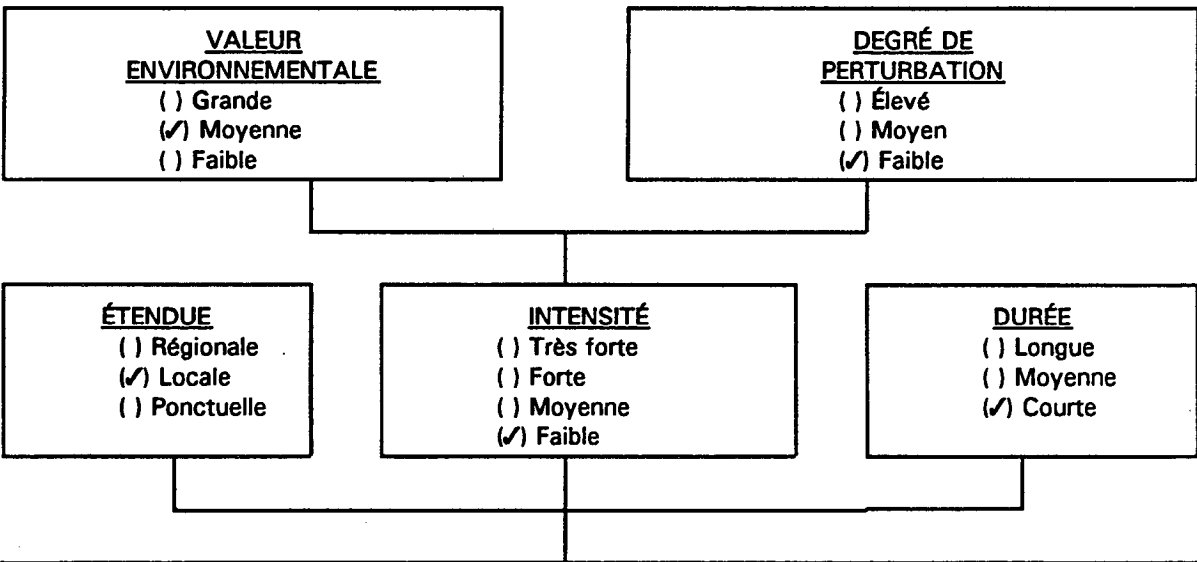 VALEUR
ENVIRONNEMENTALE
( ) Grande
(✓) Moyenne
( ) Faible
DEGRÉ DE
PERTURBATION
( ) Élevé
( ) Moyen
(✓) Faible
ÉTENDUE
( ) Régionale
(✓) Locale
( ) Ponctuelle
INTENSITÉ
( ) Très forte
( ) Forte
( ) Moyenne
(✓) Faible
DURÉE
( ) Longue
( ) Moyenne
(✓) Courte